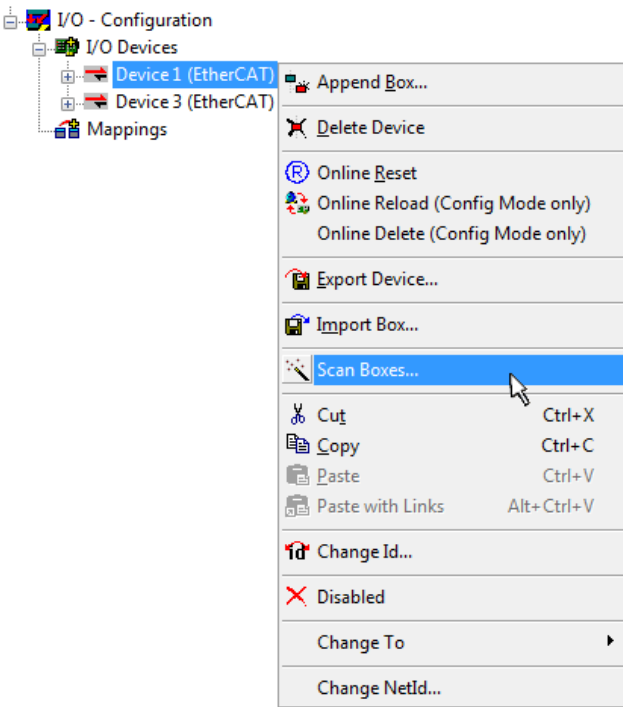 I/O - Configuration
I/O Devices
Device 1 (EtherCAT)
Device 3 (EtherCAT)
Mappings
Append Box...
Delete Device
Online Reset
Online Reload (Config Mode only)
Online Delete (Config Mode only)
Export Device...
Import Box...
Scan Boxes...
Cut Ctrl+X
Copy Ctrl+C
Paste Ctrl+V
Paste with Links Alt+Ctrl+V
Change Id...
Disabled
Change To
Change NetId...